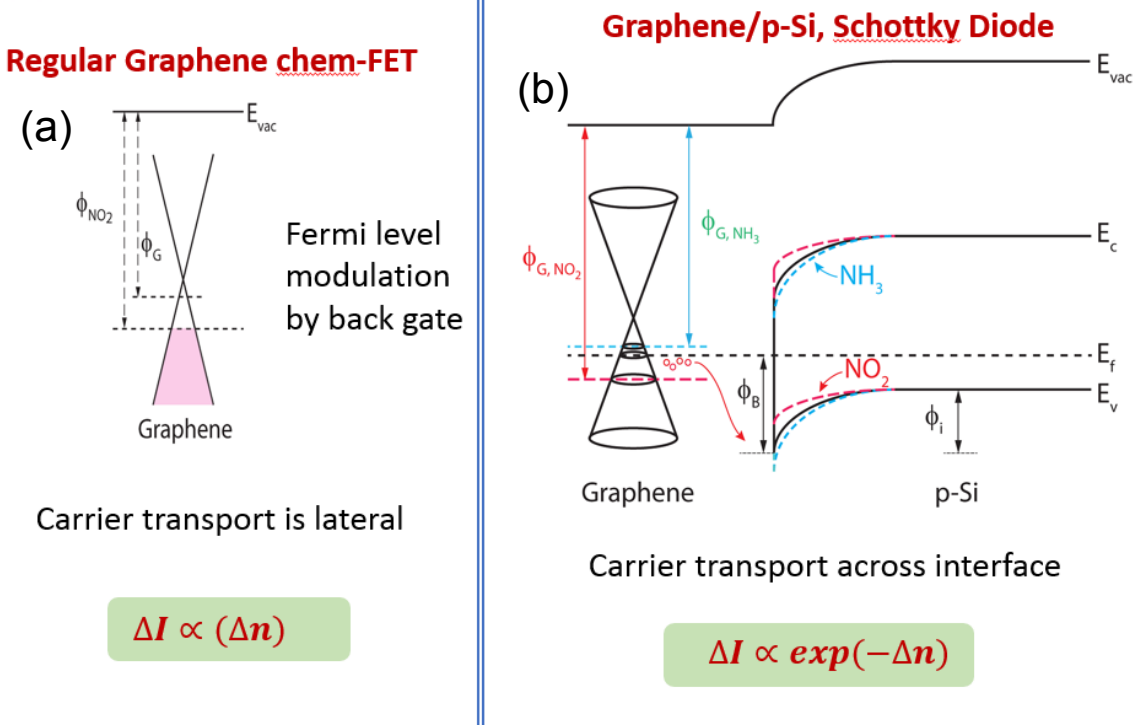 Regular Graphene chem-FET
(a)
E_vac
ϕ_NO₂
ϕ_G
Fermi level
modulation
by back gate
Graphene
Carrier transport is lateral
ΔI ∝ (Δn)
Graphene/p-Si, Schottky Diode
(b)
E_vac
ϕ_G, NH₃
ϕ_G, NO₂
E_c
NH₃
E_f
NO₂
E_v
ϕ_B
ϕ_i
Graphene
p-Si
Carrier transport across interface
ΔI ∝ exp(−Δn)